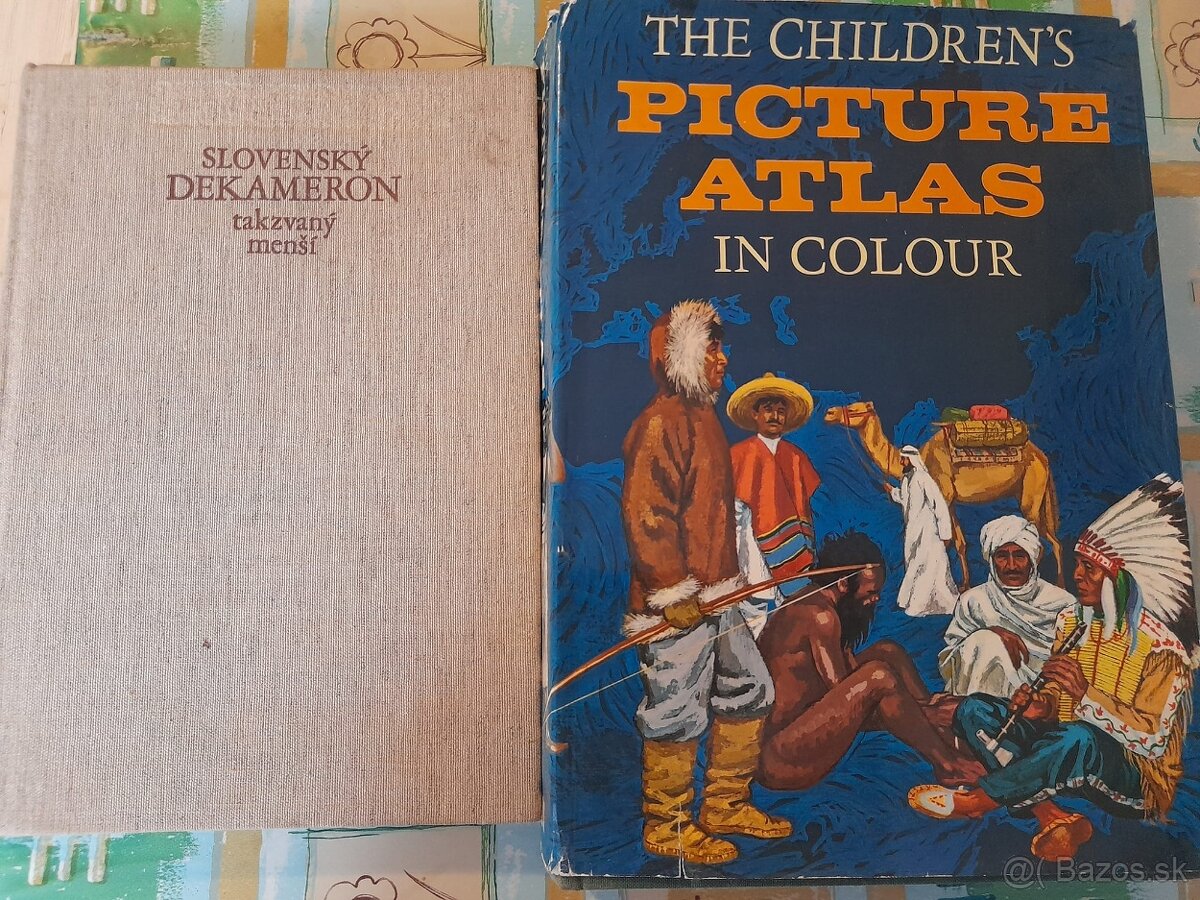 SLOVENSKÝ
DEKAMERON
takzvaný
menší
THE CHILDREN'S
PICTURE
ATLAS
IN COLOUR
@( Bazos.sk